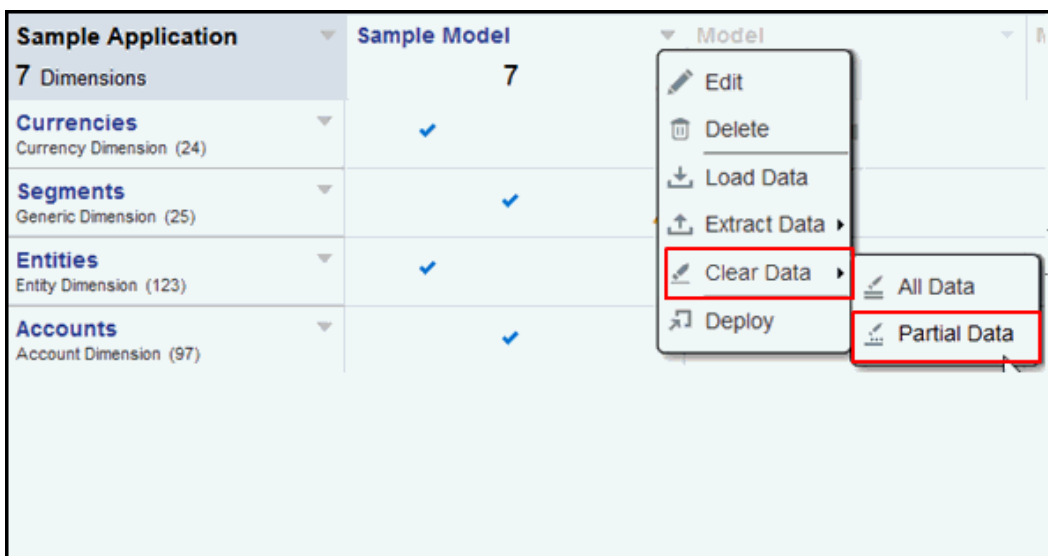 Sample Application
7 Dimensions
Sample Model
7
Model
Currencies
Currency Dimension (24)
Segments
Generic Dimension (25)
Entities
Entity Dimension (123)
Accounts
Account Dimension (97)
Edit
Delete
Load Data
Extract Data
Clear Data
Deploy
All Data
Partial Data